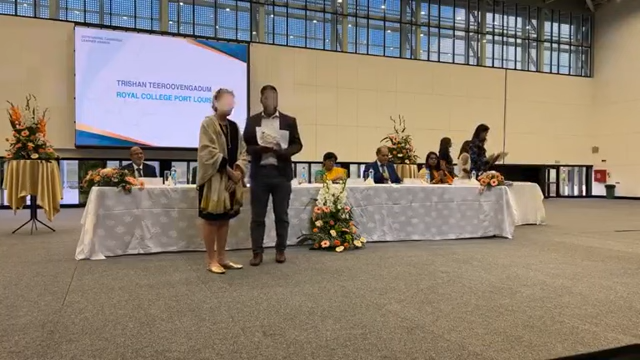 TRISHAN TEEROOVENGADUM
ROYAL COLLEGE PORT LOUIS